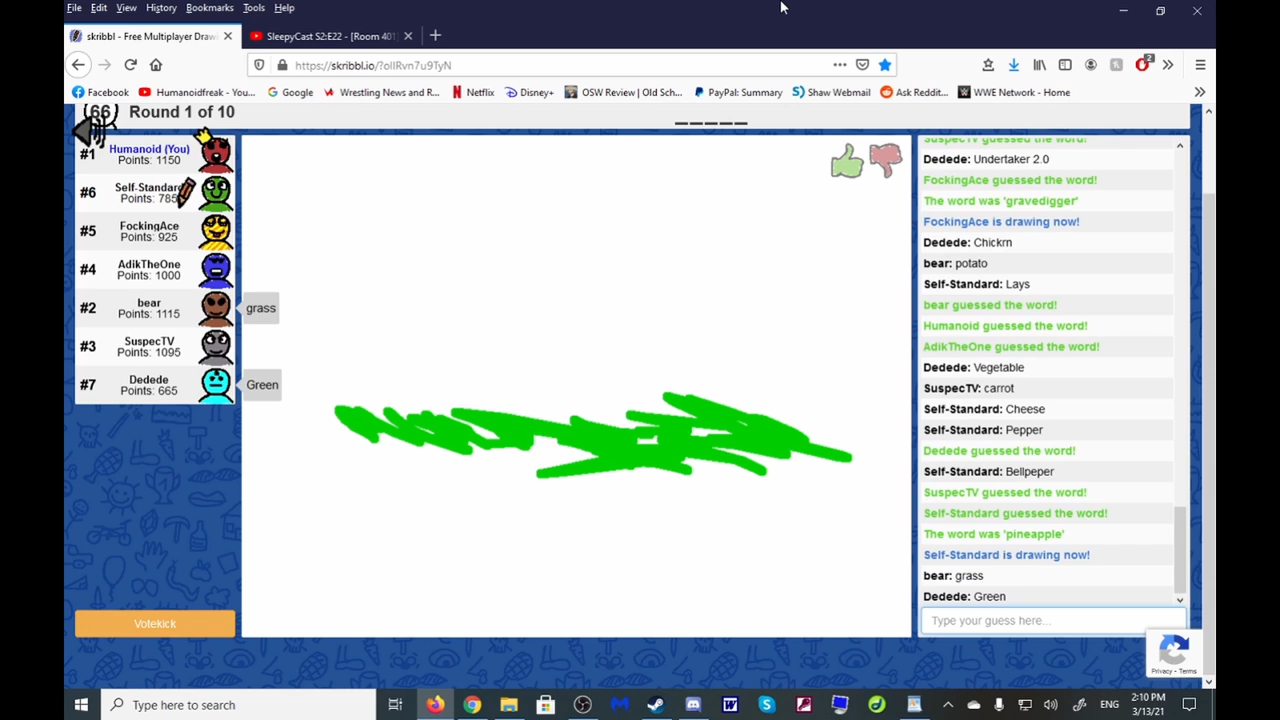 File Edit View History Bookmarks Tools Help
skribbl - Free Multiplayer Draw
SleepyCast S2:E22 - [Room 401
https://skribbl.io/?olIRvn7u9TyN
2
Facebook Humanoidfreak - You... Google Wrestling News and R... Netflix Disney+ OSW Review | Old Sch... PayPal: Summary Shaw Webmail Ask Reddit... WWE Network - Home
66 Round 1 of 10 _____
#1 Humanoid (You)
Points: 1150
#6 Self-Standard
Points: 785
#5 FockingAce
Points: 925
#4 AdikTheOne
Points: 1000
#2 bear
Points: 1115
grass
#3 SuspecTV
Points: 1095
#7 Dedede
Points: 665
Green
Votekick
SuspecTV guessed the word!
Dedede: Undertaker 2.0
FockingAce guessed the word!
The word was 'gravedigger'
FockingAce is drawing now!
Dedede: Chickrn
bear: potato
Self-Standard: Lays
bear guessed the word!
Humanoid guessed the word!
AdikTheOne guessed the word!
Dedede: Vegetable
SuspecTV: carrot
Self-Standard: Cheese
Self-Standard: Pepper
Dedede guessed the word!
Self-Standard: Bellpeper
SuspecTV guessed the word!
Self-Standard guessed the word!
The word was 'pineapple'
Self-Standard is drawing now!
bear: grass
Dedede: Green
Type your guess here...
Privacy - Terms
Type here to search
ENG
2:10 PM
3/13/21